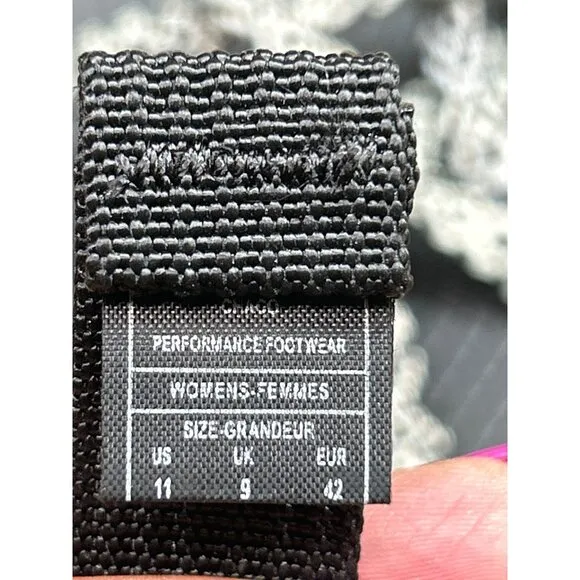 PERFORMANCE FOOTWEAR
WOMENS-FEMMES
SIZE-GRANDEUR
US UK EUR
11 9 42